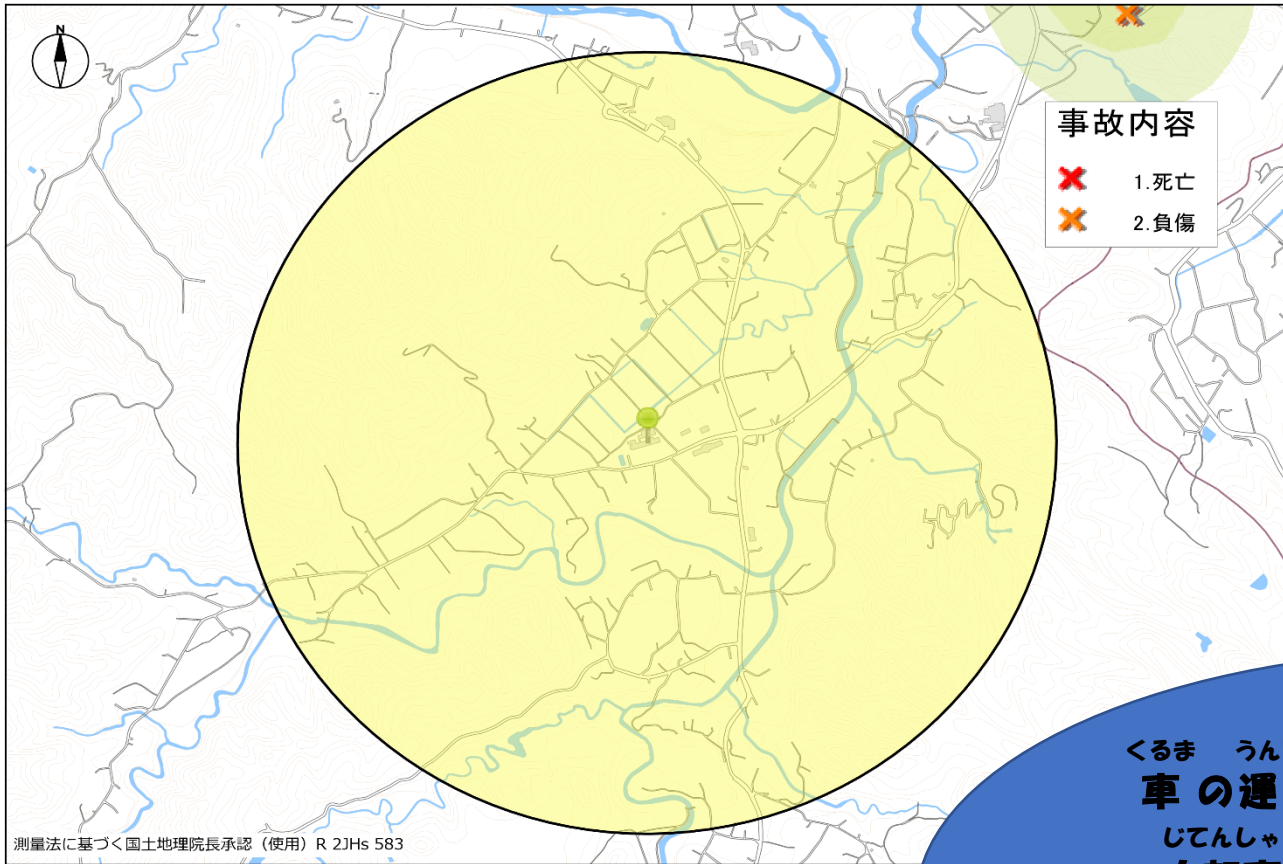 N
事故内容
1.死亡
2.負傷
くるま うん
車の運
じてんしゃ
測量法に基づく国土地理院長承認（使用）R 2JHs 583